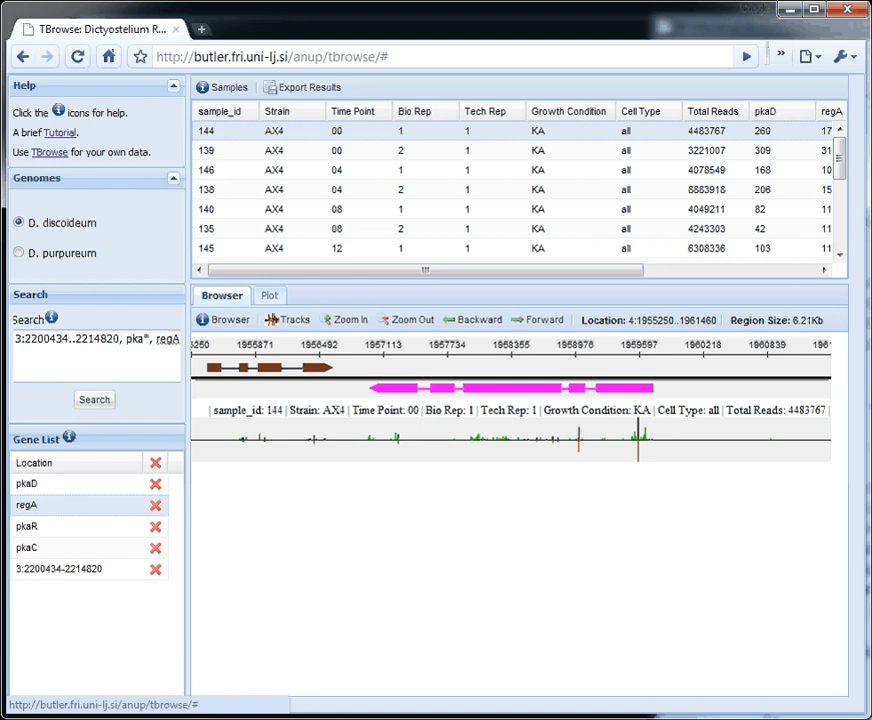 TBrowse: Dictyostelium R...
http://butler.fri.uni-lj.si/anup/tbrowse/#
Help
Click the icons for help.
A brief Tutorial.
Use TBrowse for your own data.
Genomes
D. discoideum
D. purpureum
Search
Search
3:2200434..2214820, pka*, regA
Search
Gene List
Location
pkaD
regA
pkaR
pkaC
3:2200434-2214820
Samples Export Results
sample_id Strain Time Point Bio Rep Tech Rep Growth Condition Cell Type Total Reads pkaD regA
144 AX4 00 1 1 KA all 4483767 260 17
139 AX4 00 2 1 KA all 3221007 309 31
146 AX4 04 1 1 KA all 4078549 168 10
138 AX4 04 2 1 KA all 8883918 206 15
140 AX4 08 1 1 KA all 4049211 82 11
135 AX4 08 2 1 KA all 4243303 42 11
145 AX4 12 1 1 KA all 6308336 103 11
Browser Plot
Browser Tracks Zoom In Zoom Out Backward Forward Location: 4:1955250..1961460 Region Size: 6.21Kb
5250 1955871 1956492 1957113 1957734 1958355 1958976 1959597 1960218 1960839 1961
| sample_id: 144 | Strain: AX4 | Time Point: 00 | Bio Rep: 1 | Tech Rep: 1 | Growth Condition: KA | Cell Type: all | Total Reads: 4483767 |
http://butler.fri.uni-lj.si/anup/tbrowse/#